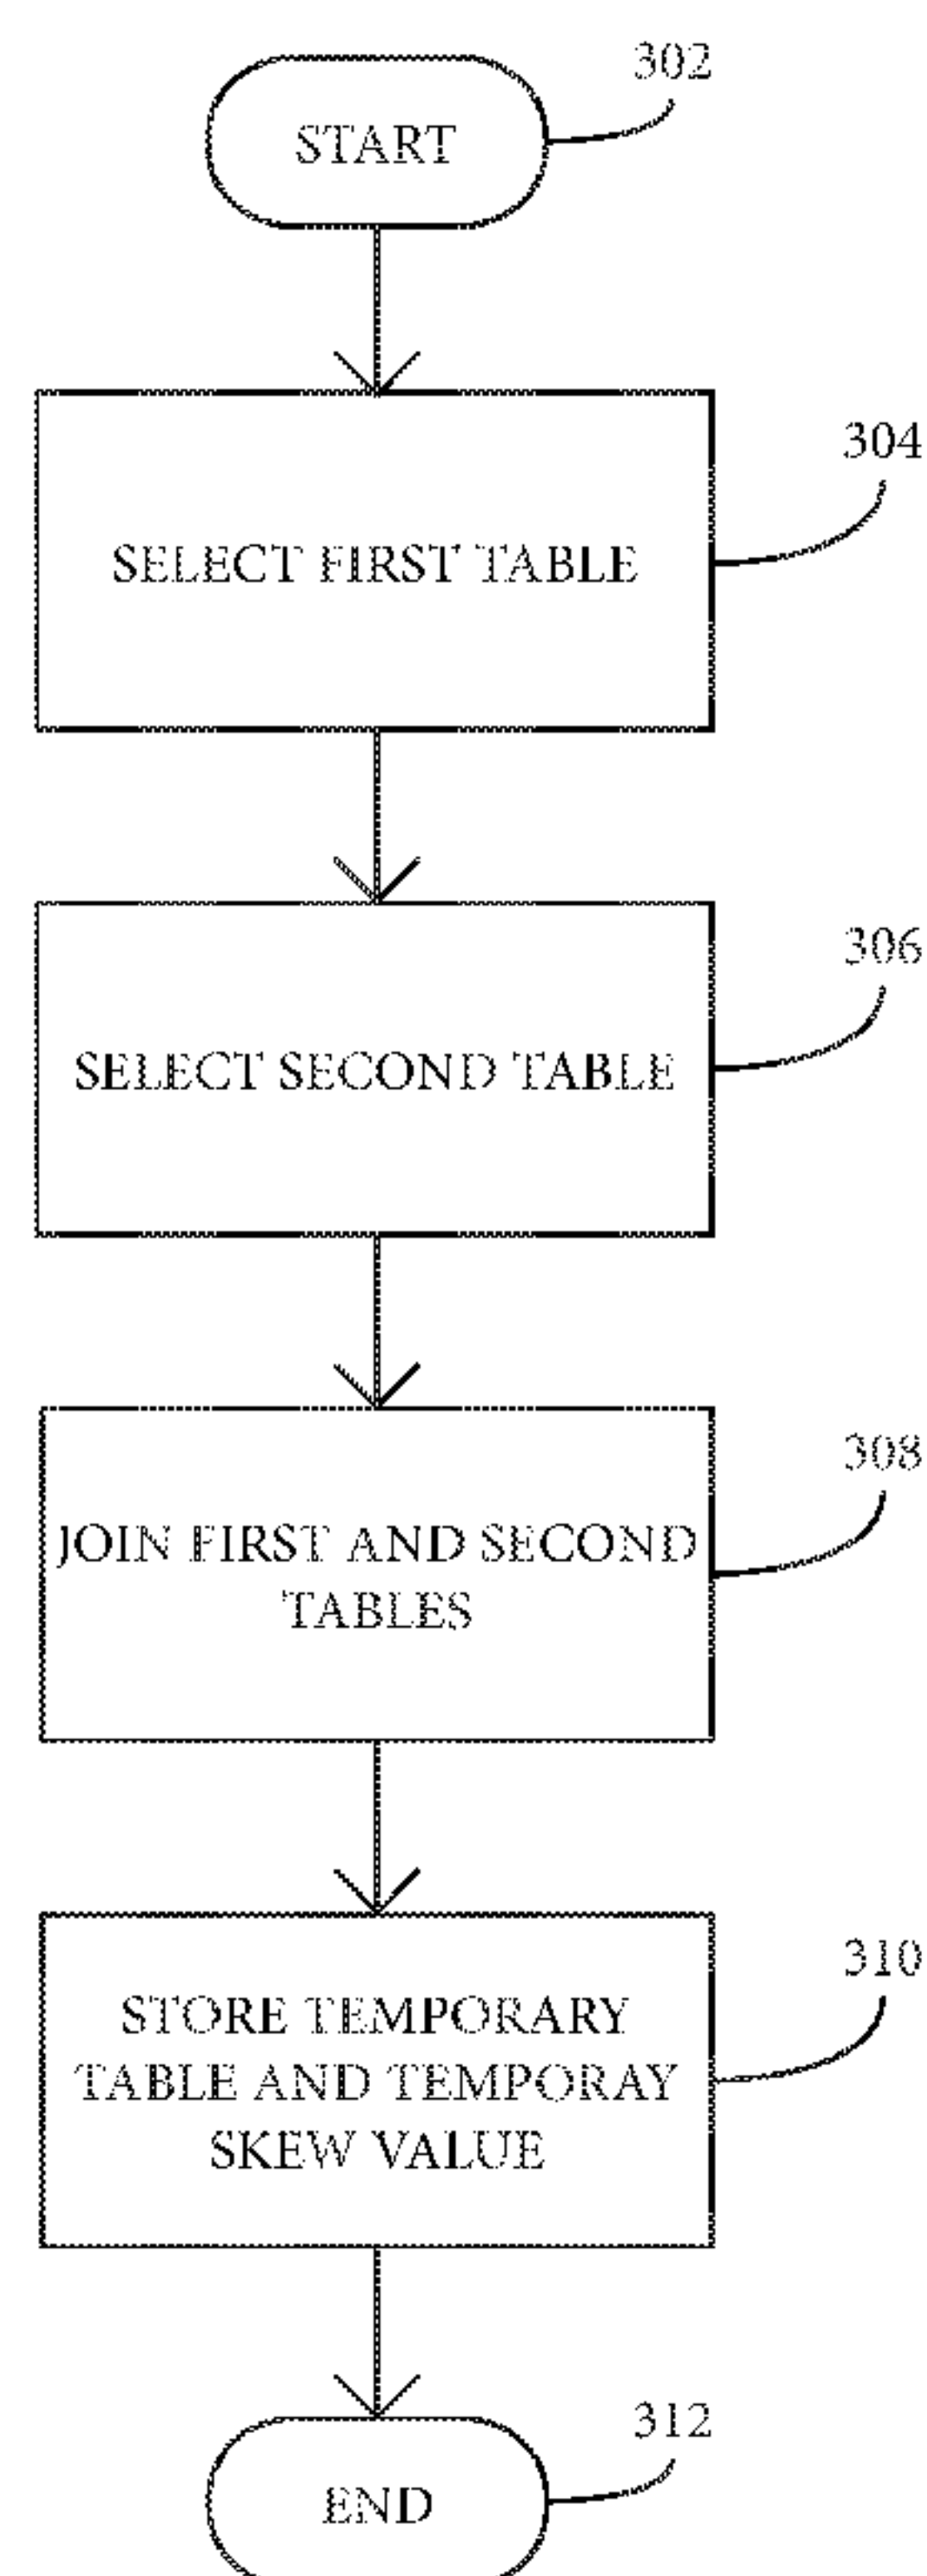 302
START
304
SELECT FIRST TABLE
306
SELECT SECOND TABLE
308
JOIN FIRST AND SECOND
TABLES
310
STORE TEMPORARY
TABLE AND TEMPORAY
SKEW VALUE
312
END